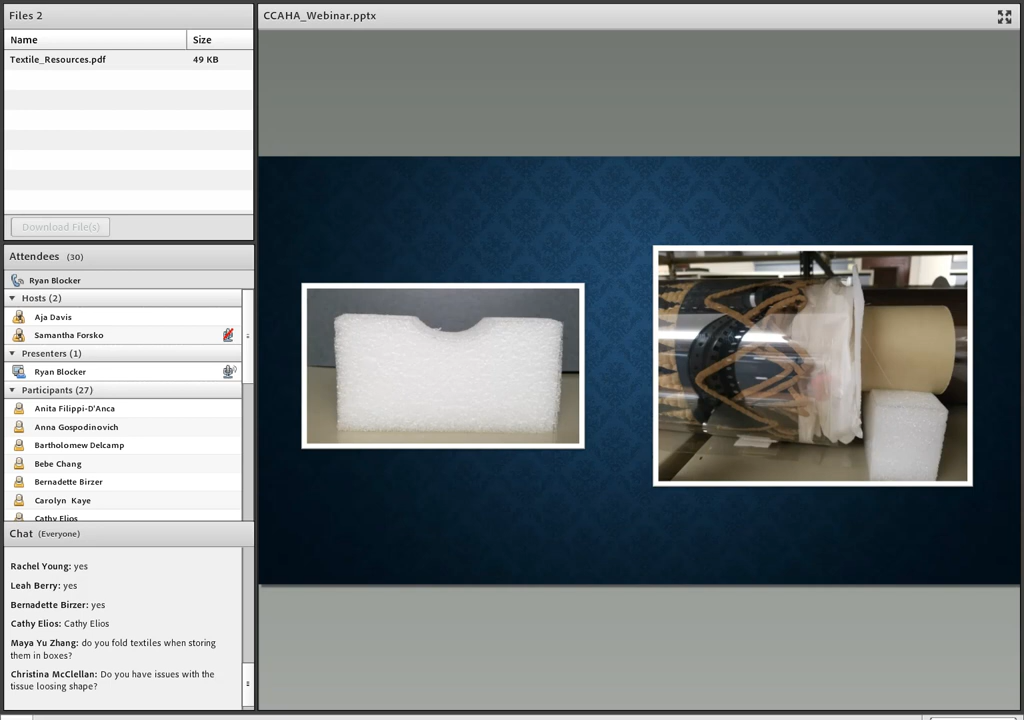 Files 2
Name Size
Textile_Resources.pdf 49 KB
Download File(s)
Attendees (30)
Ryan Blocker
Hosts (2)
Aja Davis
Samantha Forsko
Presenters (1)
Ryan Blocker
Participants (27)
Anita Filippi-D'Anca
Anna Gospodinovich
Bartholomew Delcamp
Bebe Chang
Bernadette Birzer
Carolyn Kaye
Cathy Elios
Chat (Everyone)
Rachel Young: yes
Leah Berry: yes
Bernadette Birzer: yes
Cathy Elios: Cathy Elios
Maya Yu Zhang: do you fold textiles when storing
them in boxes?
Christina McClellan: Do you have issues with the
tissue loosing shape?
CCAHA_Webinar.pptx